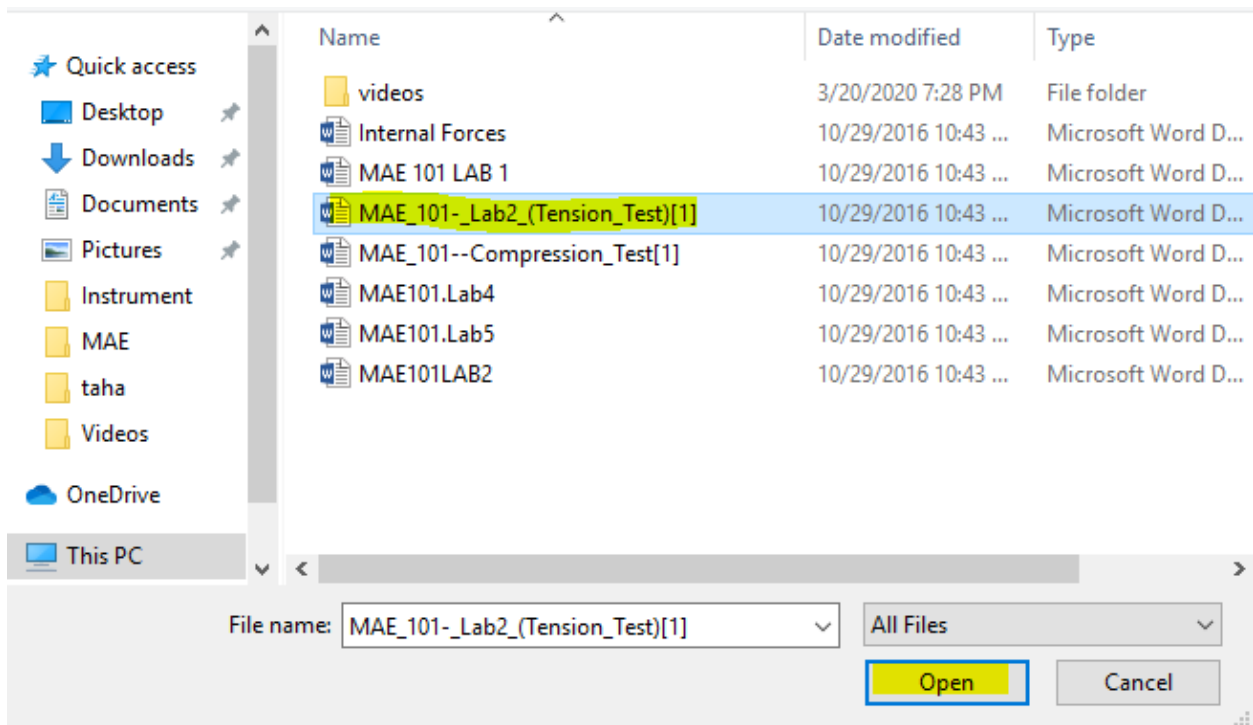 Name Date modified Type
Quick access
Desktop
Downloads
Documents
Pictures
Instrument
MAE
taha
Videos
OneDrive
This PC
videos 3/20/2020 7:28 PM File folder
Internal Forces 10/29/2016 10:43 ... Microsoft Word D...
MAE 101 LAB 1 10/29/2016 10:43 ... Microsoft Word D...
MAE_101-_Lab2_(Tension_Test)[1] 10/29/2016 10:43 ... Microsoft Word D...
MAE_101--Compression_Test[1] 10/29/2016 10:43 ... Microsoft Word D...
MAE101.Lab4 10/29/2016 10:43 ... Microsoft Word D...
MAE101.Lab5 10/29/2016 10:43 ... Microsoft Word D...
MAE101LAB2 10/29/2016 10:43 ... Microsoft Word D...
File name: MAE_101-_Lab2_(Tension_Test)[1] All Files
Open Cancel